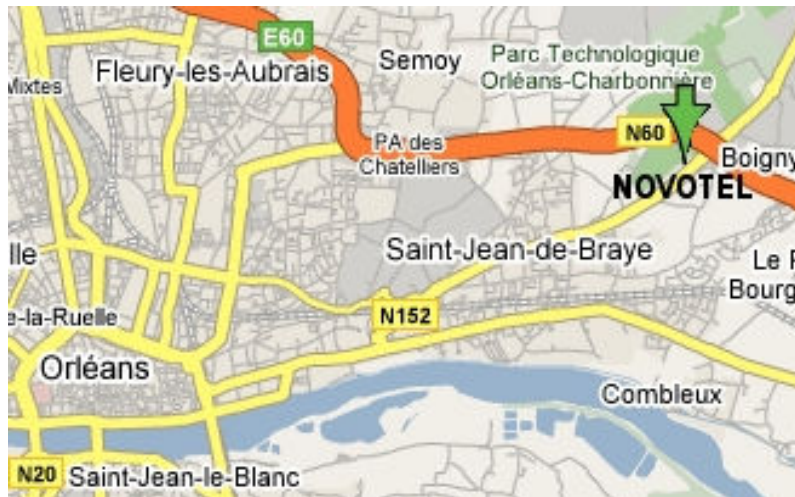 E60
Semoy
Parc Technologique
Orléans-Charbonnière
Fleury-les-Aubrais
Mixtes
N60
PA des
Chatelliers
Boigny
NOVOTEL
Saint-Jean-de-Braye
lle
Le
Bourg
e-la-Ruelle
N152
Orléans
Combleux
N20
Saint-Jean-le-Blanc